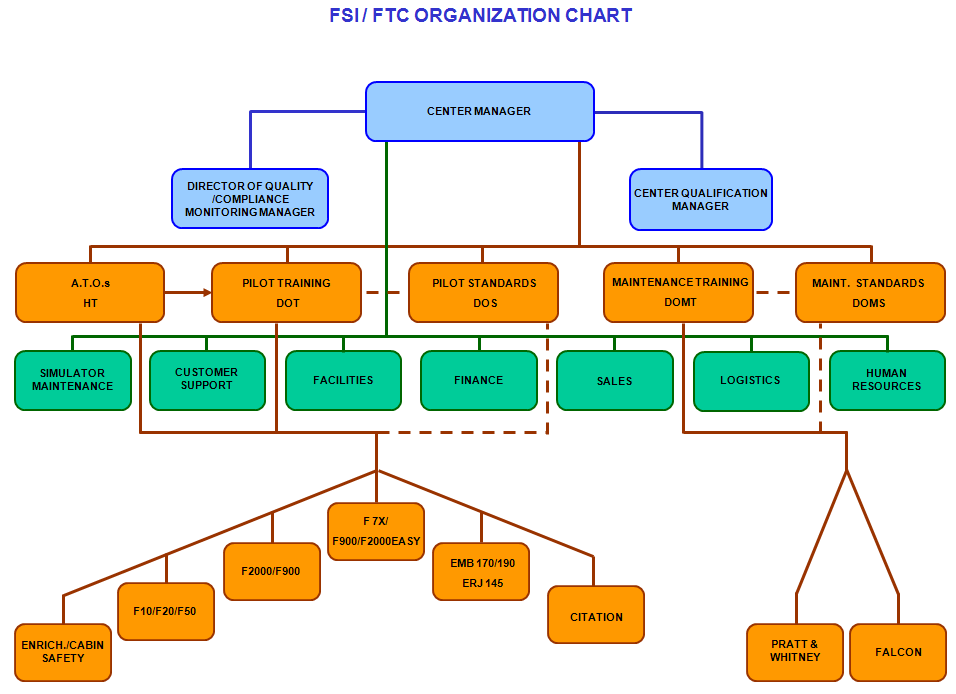 FSI / FTC ORGANIZATION CHART
CENTER MANAGER
DIRECTOR OF QUALITY
/COMPLIANCE
MONITORING MANAGER
CENTER QUALIFICATION
MANAGER
A.T.O.s
HT
PILOT TRAINING
DOT
PILOT STANDARDS
DOS
MAINTENANCE TRAINING
DOMT
MAINT. STANDARDS
DOMS
SIMULATOR
MAINTENANCE
CUSTOMER
SUPPORT
FACILITIES
FINANCE
SALES
LOGISTICS
HUMAN
RESOURCES
ENRICH./CABIN
SAFETY
F10/F20/F50
F2000/F900
F 7X/
F900/F2000EASY
EMB 170/190
ERJ 145
CITATION
PRATT &
WHITNEY
FALCON